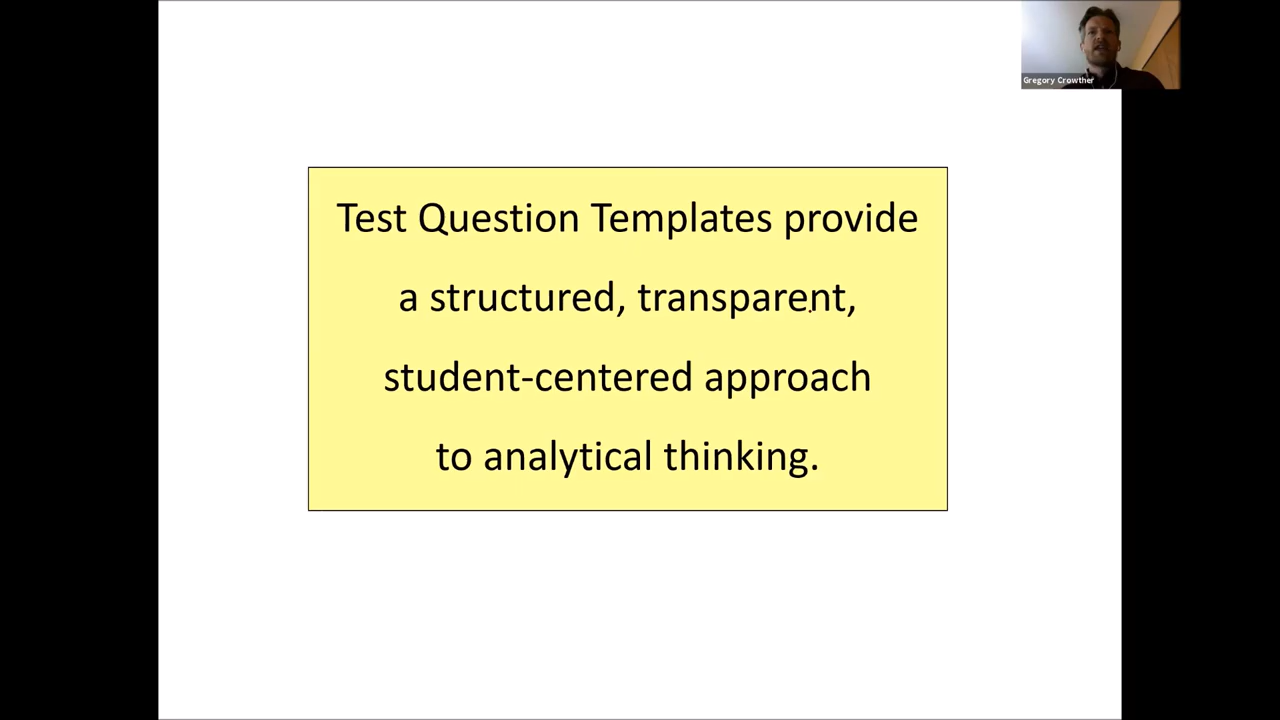 Gregory Crowther
Test Question Templates provide
a structured, transparent,
student-centered approach
to analytical thinking.